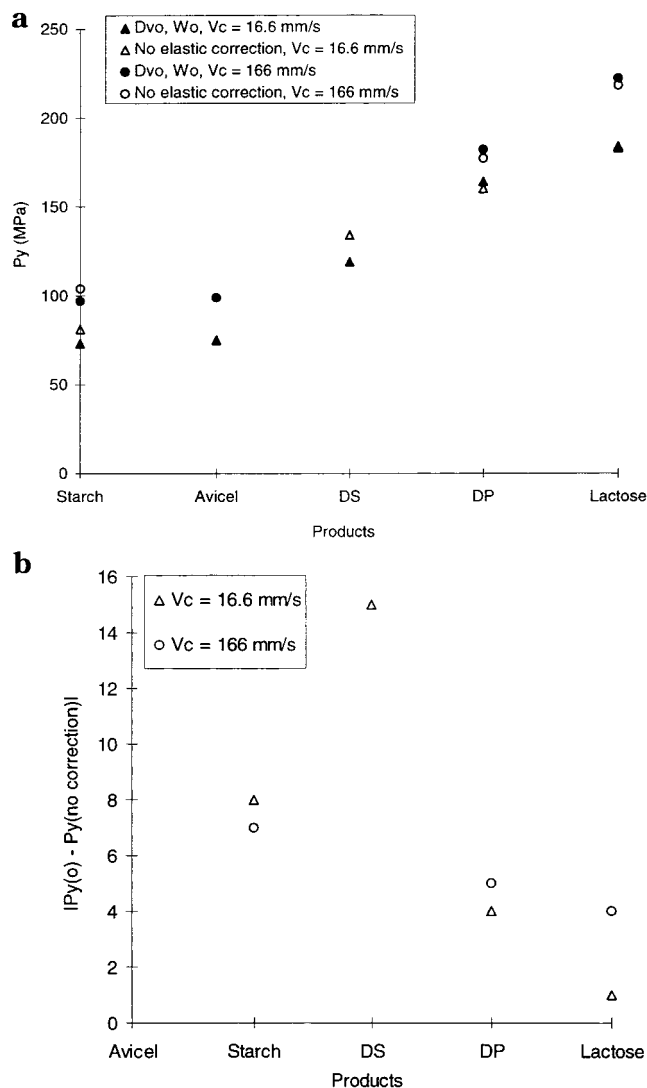 a
▲ Dvo, Wo, Vc = 16.6 mm/s
△ No elastic correction, Vc = 16.6 mm/s
● Dvo, Wo, Vc = 166 mm/s
○ No elastic correction, Vc = 166 mm/s
250
200
150
100
50
0
Py (MPa)
Starch Avicel DS DP Lactose
Products
b
△ Vc = 16.6 mm/s
○ Vc = 166 mm/s
16
14
12
10
8
6
4
2
0
|Py(o) - Py(no correction)|
Avicel Starch DS DP Lactose
Products